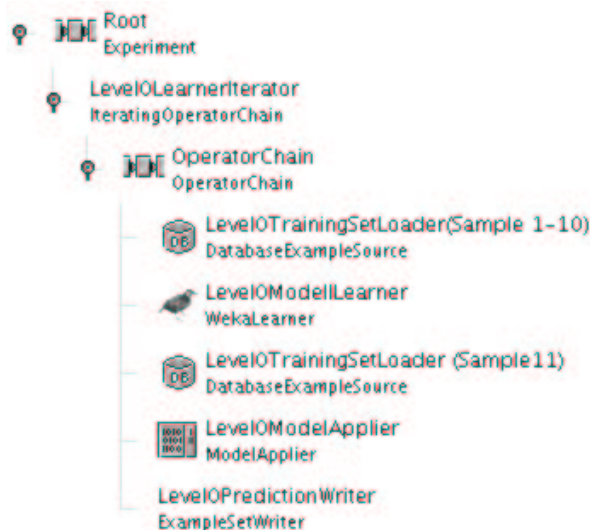 Root
Experiment
Level0LearnerIterator
IteratingOperatorChain
OperatorChain
OperatorChain
Level0TrainingSetLoader(Sample 1-10)
DatabaseExampleSource
Level0ModellLearner
WekaLearner
Level0TrainingSetLoader (Sample11)
DatabaseExampleSource
Level0ModelApplier
ModelApplier
Level0PredictionWriter
ExampleSetWriter